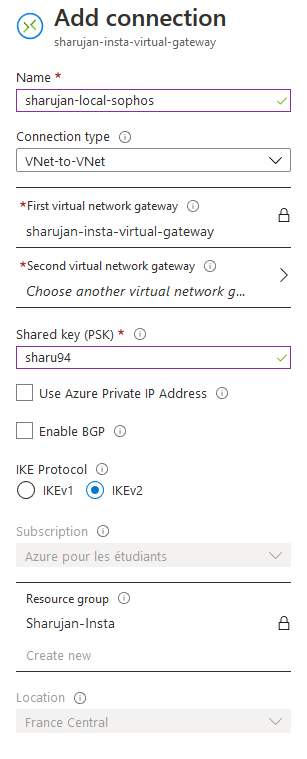 Add connection
sharujan-insta-virtual-gateway
Name *
sharujan-local-sophos
Connection type
VNet-to-VNet
*First virtual network gateway
sharujan-insta-virtual-gateway
*Second virtual network gateway
Choose another virtual network g...
Shared key (PSK) *
sharu94
Use Azure Private IP Address
Enable BGP
IKE Protocol
IKEv1 IKEv2
Subscription
Azure pour les étudiants
Resource group
Sharujan-Insta
Create new
Location
France Central